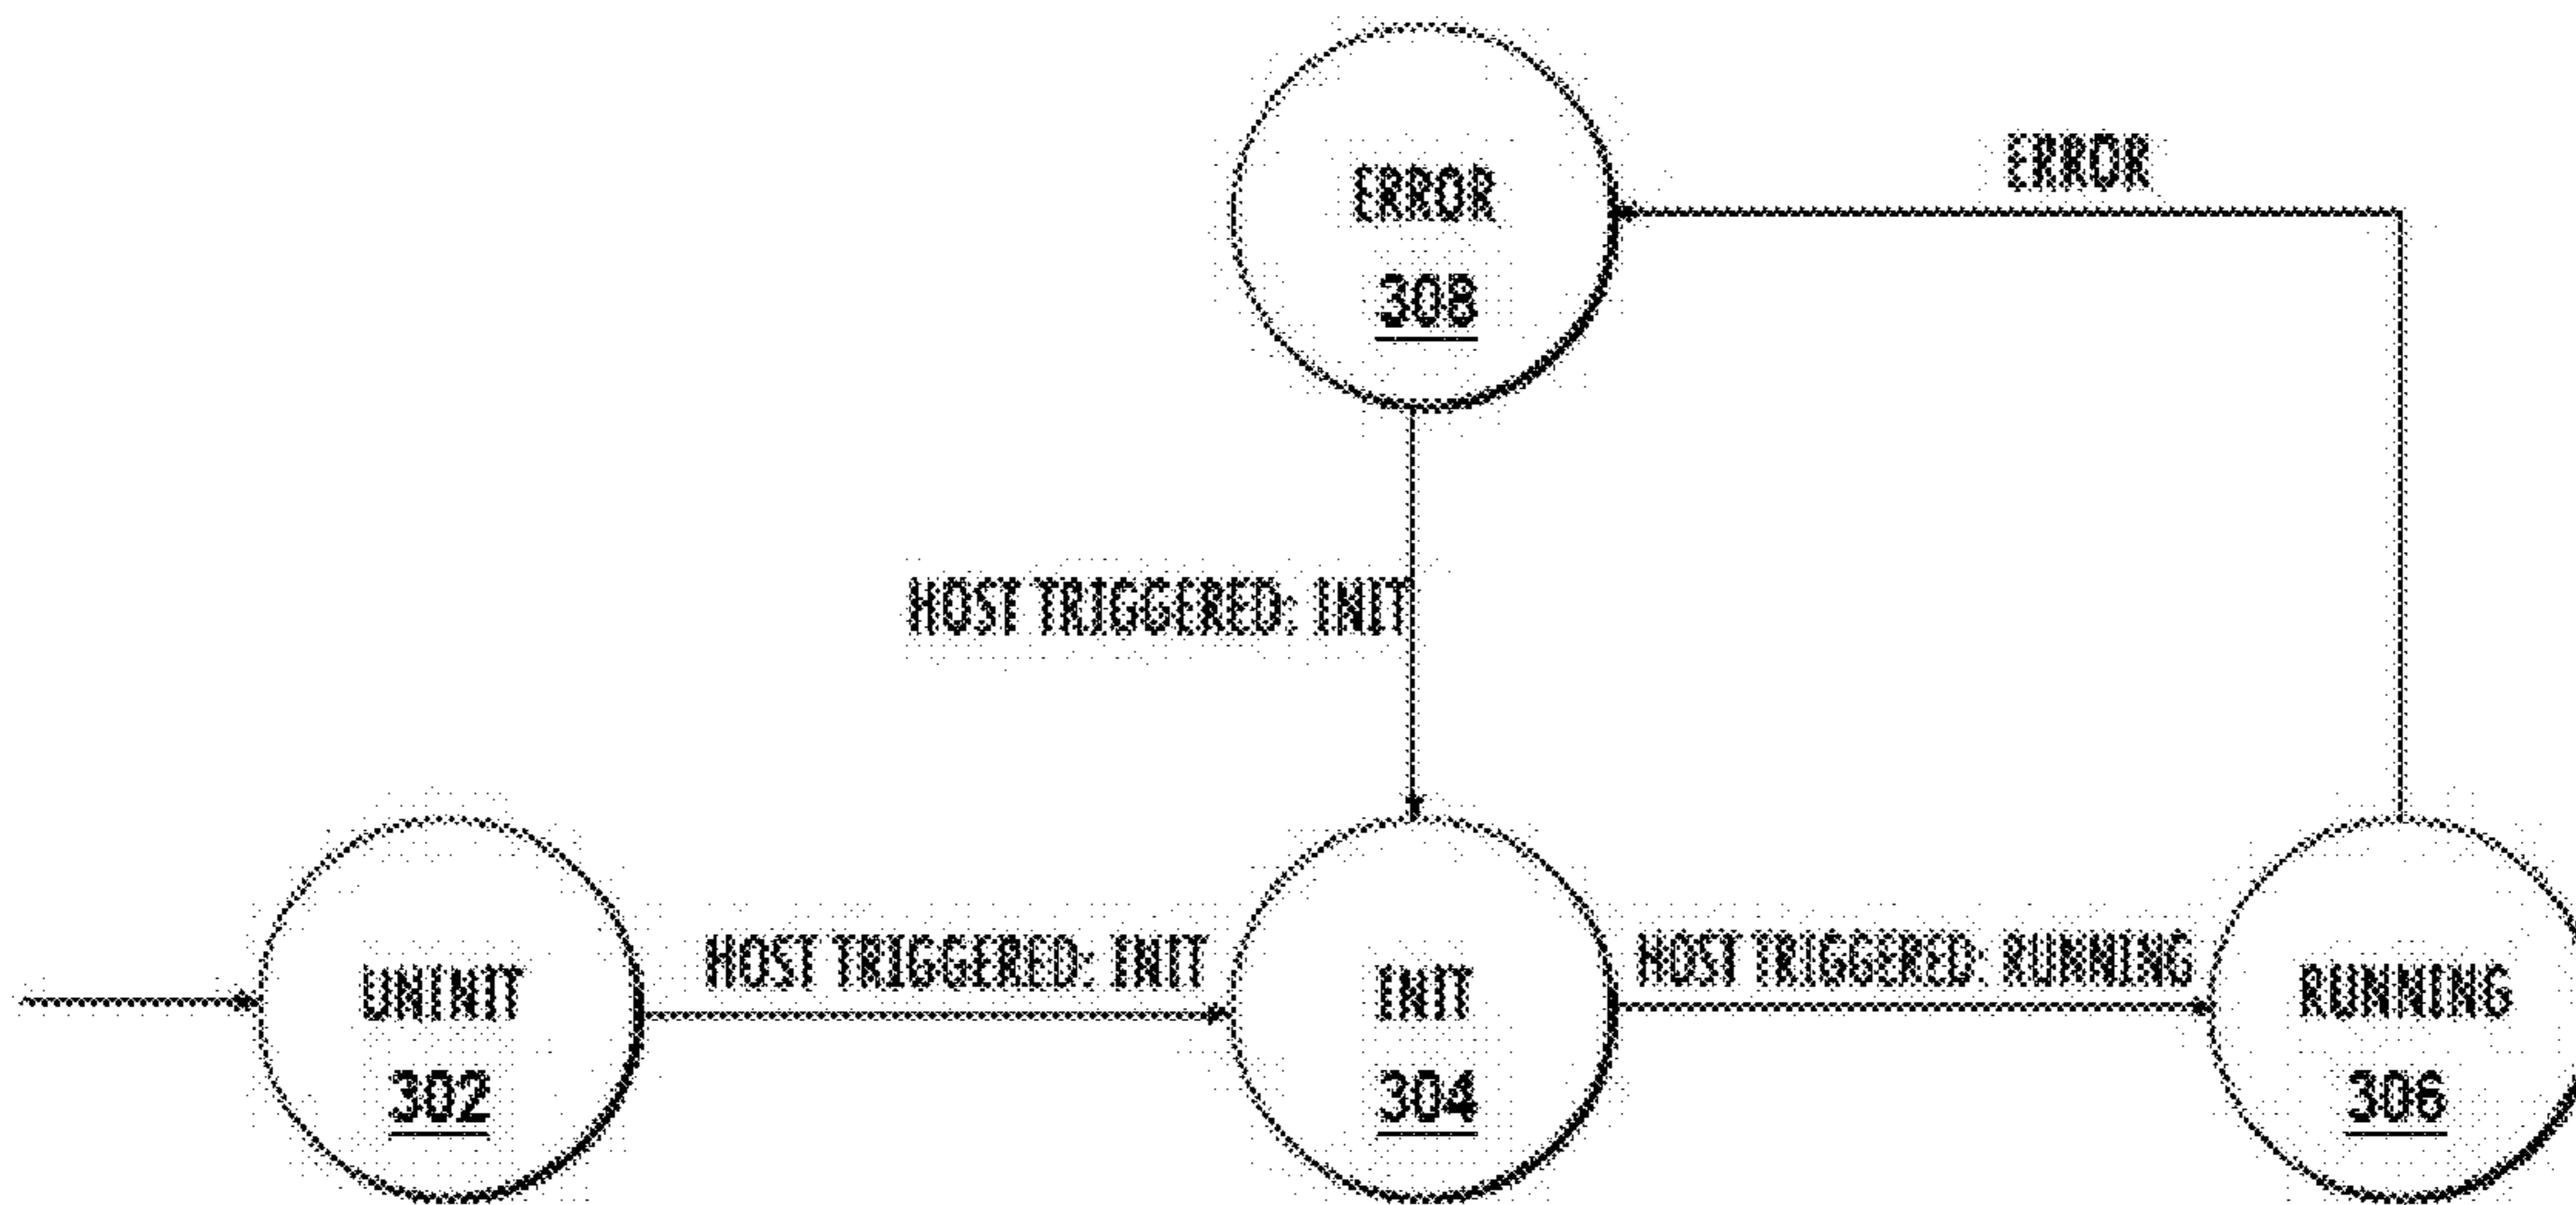 ERROR
ERROR
308
HOST TRIGGERED: INIT
HOST TRIGGERED: INIT
HOST TRIGGERED: RUNNING
UNINIT
INIT
RUNNING
302
304
306